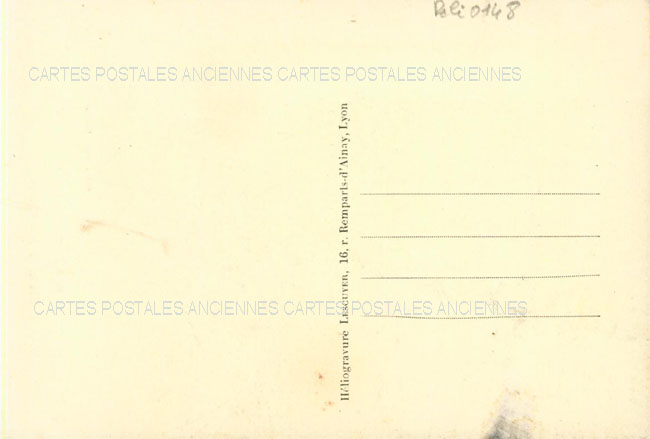 Peli 0148
CARTES POSTALES ANCIENNES CARTES POSTALES ANCIENNES
Héliogravure LESCUYER, 16, r. Remparts-d'Ainay, Lyon
CARTES POSTALES ANCIENNES CARTES POSTALES ANCIENNES